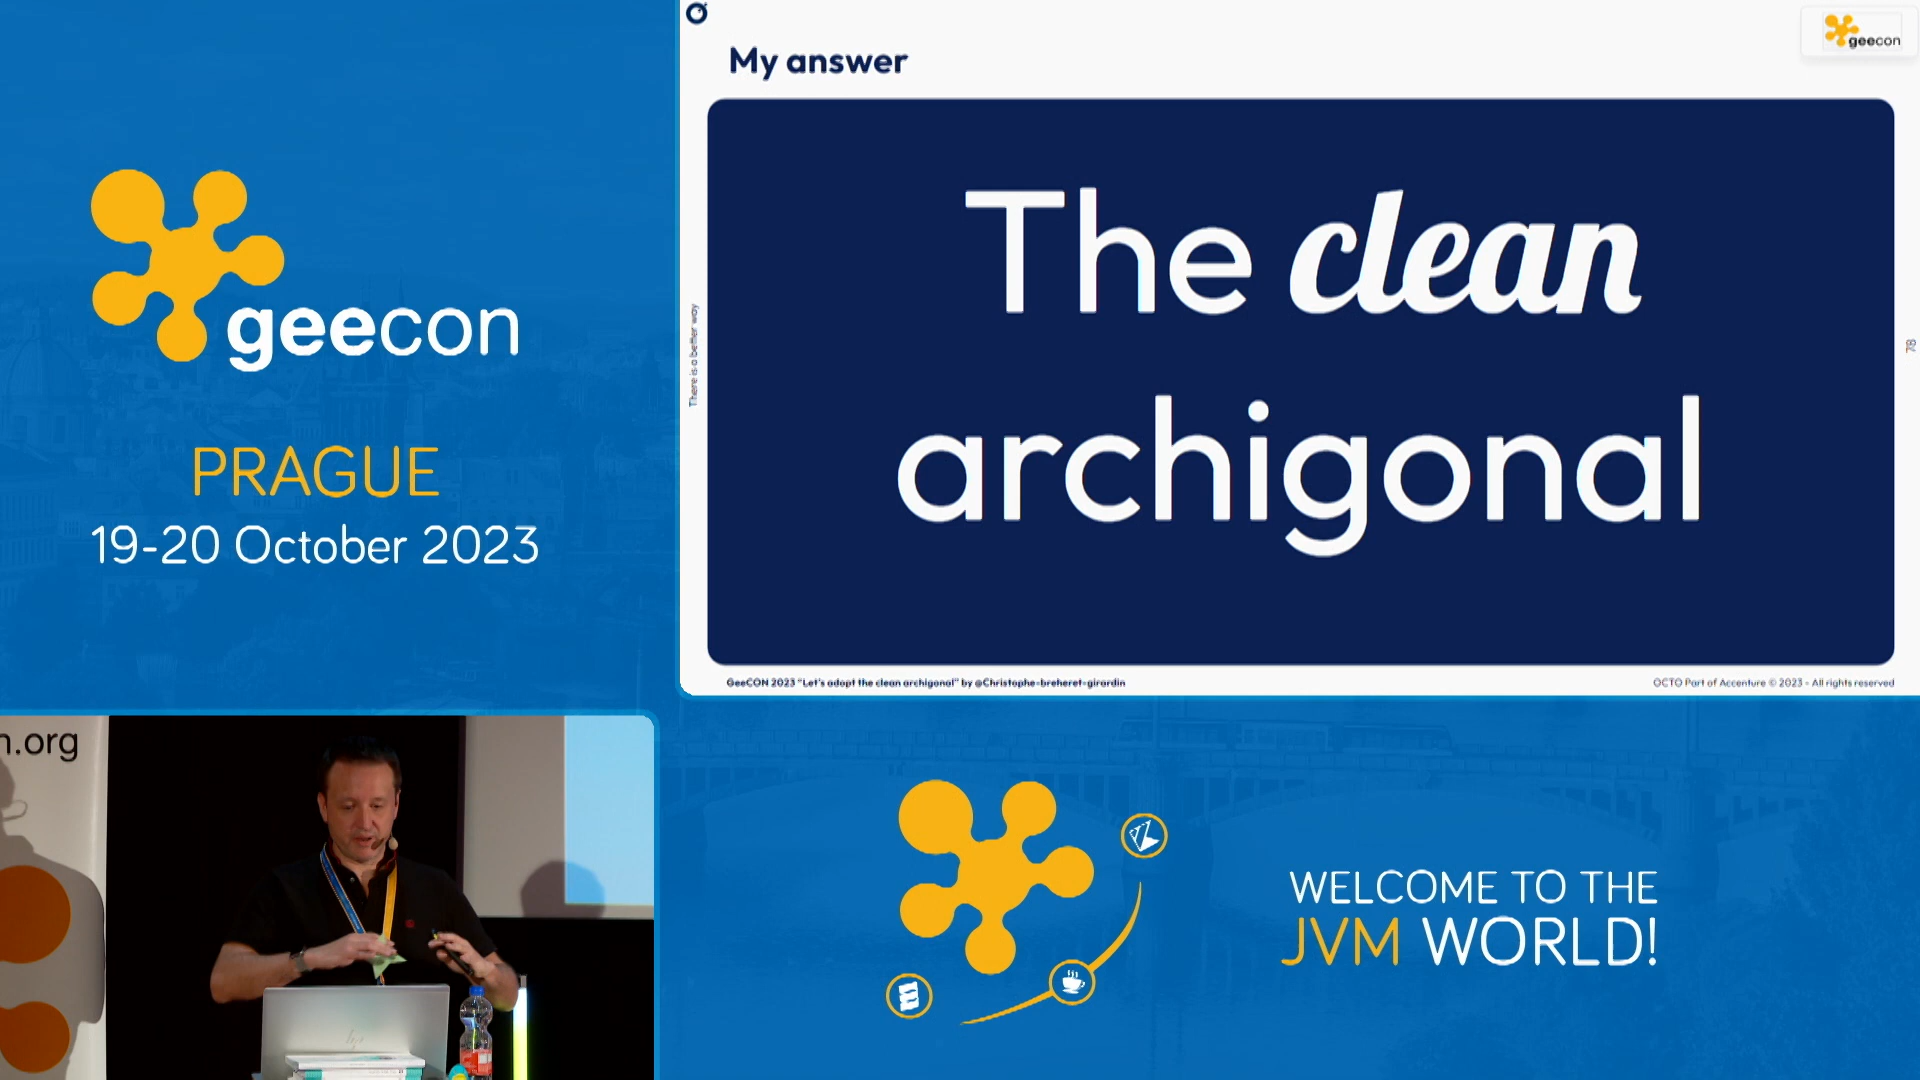 geecon
PRAGUE
19-20 October 2023
My answer
geecon
The clean
archigonal
There is a better way
78
GeeCON 2023 "Let's adopt the clean archigonal" by @Christophe-breheret-girardin
OCTO Part of Accenture © 2023 - All rights reserved
n.org
hp
WELCOME TO THE
JVM WORLD!